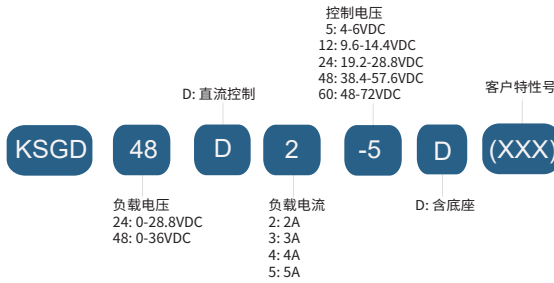 控制电压
5: 4-6VDC
12: 9.6-14.4VDC
24: 19.2-28.8VDC
48: 38.4-57.6VDC
60: 48-72VDC
D: 直流控制
客户特性号
KSGD 48 D 2 -5 D (XXX)
负载电压
24: 0-28.8VDC
48: 0-36VDC
负载电流
2: 2A
3: 3A
4: 4A
5: 5A
D: 含底座